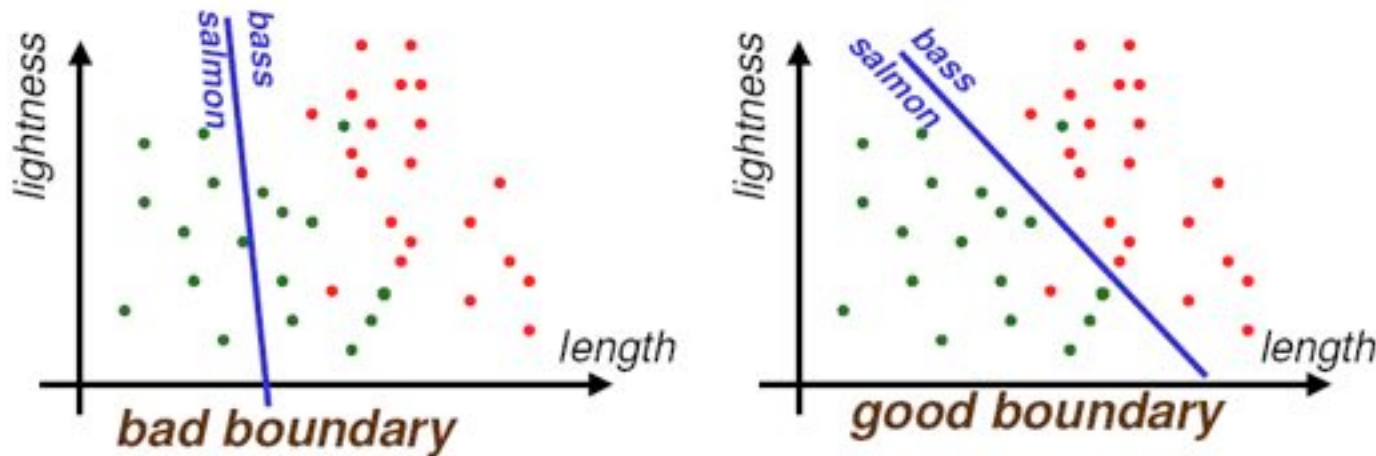 bass
salmon
lightness
length
bad boundary
bass
salmon
lightness
length
good boundary